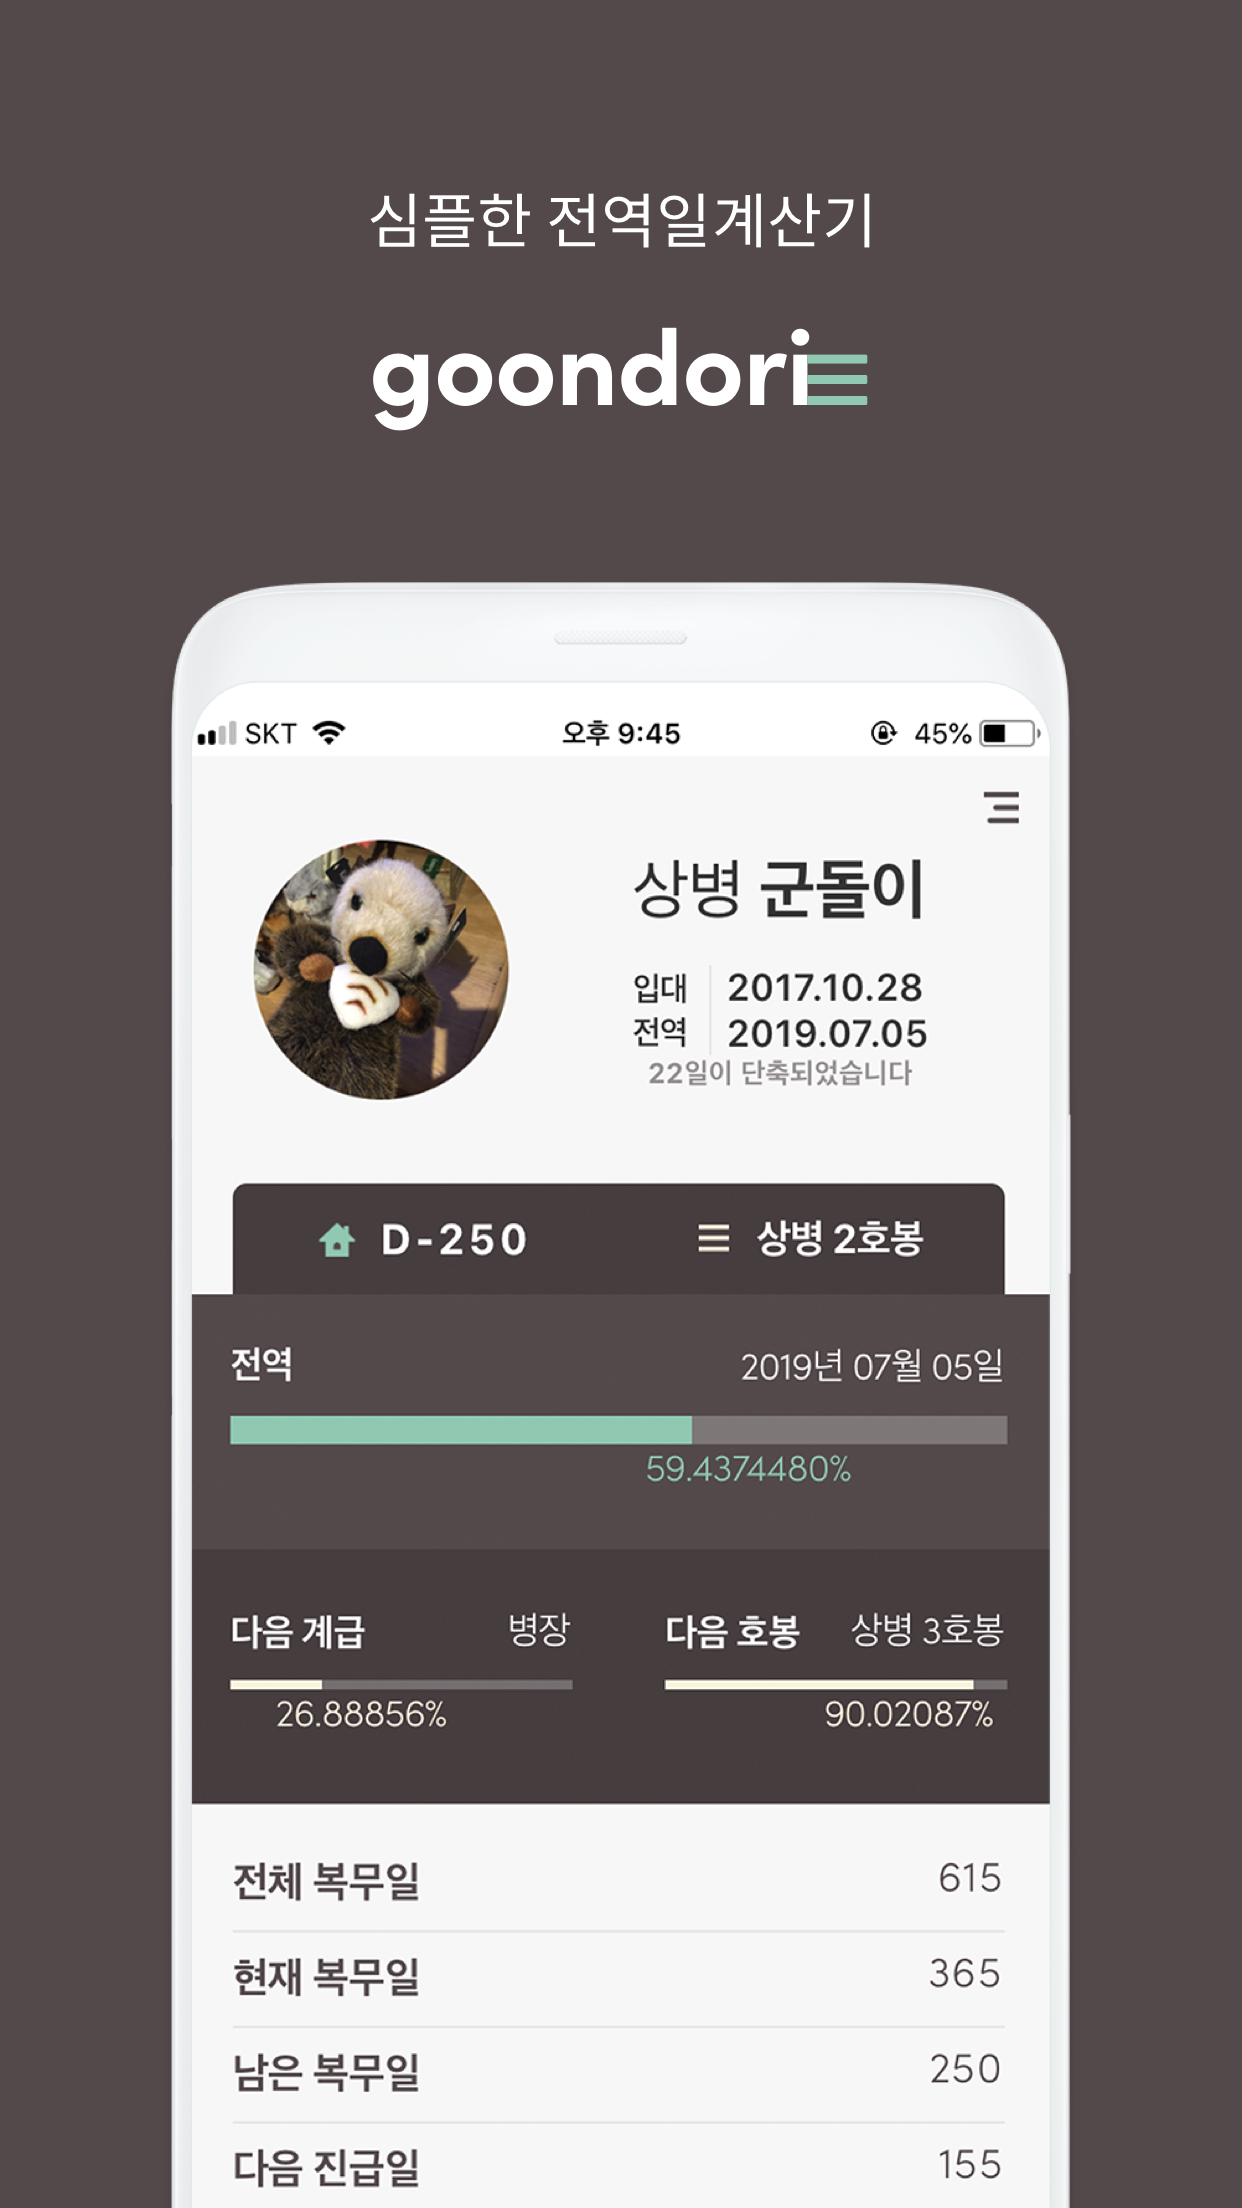 심플한 전역일계산기
goondori
SKT 오후 9:45 45%
상병 군돌이
입대 2017.10.28
전역 2019.07.05
22일이 단축되었습니다
D-250 상병 2호봉
전역 2019년 07월 05일
59.4374480%
다음 계급 병장 다음 호봉 상병 3호봉
26.88856% 90.02087%
전체 복무일 615
현재 복무일 365
남은 복무일 250
다음 진급일 155